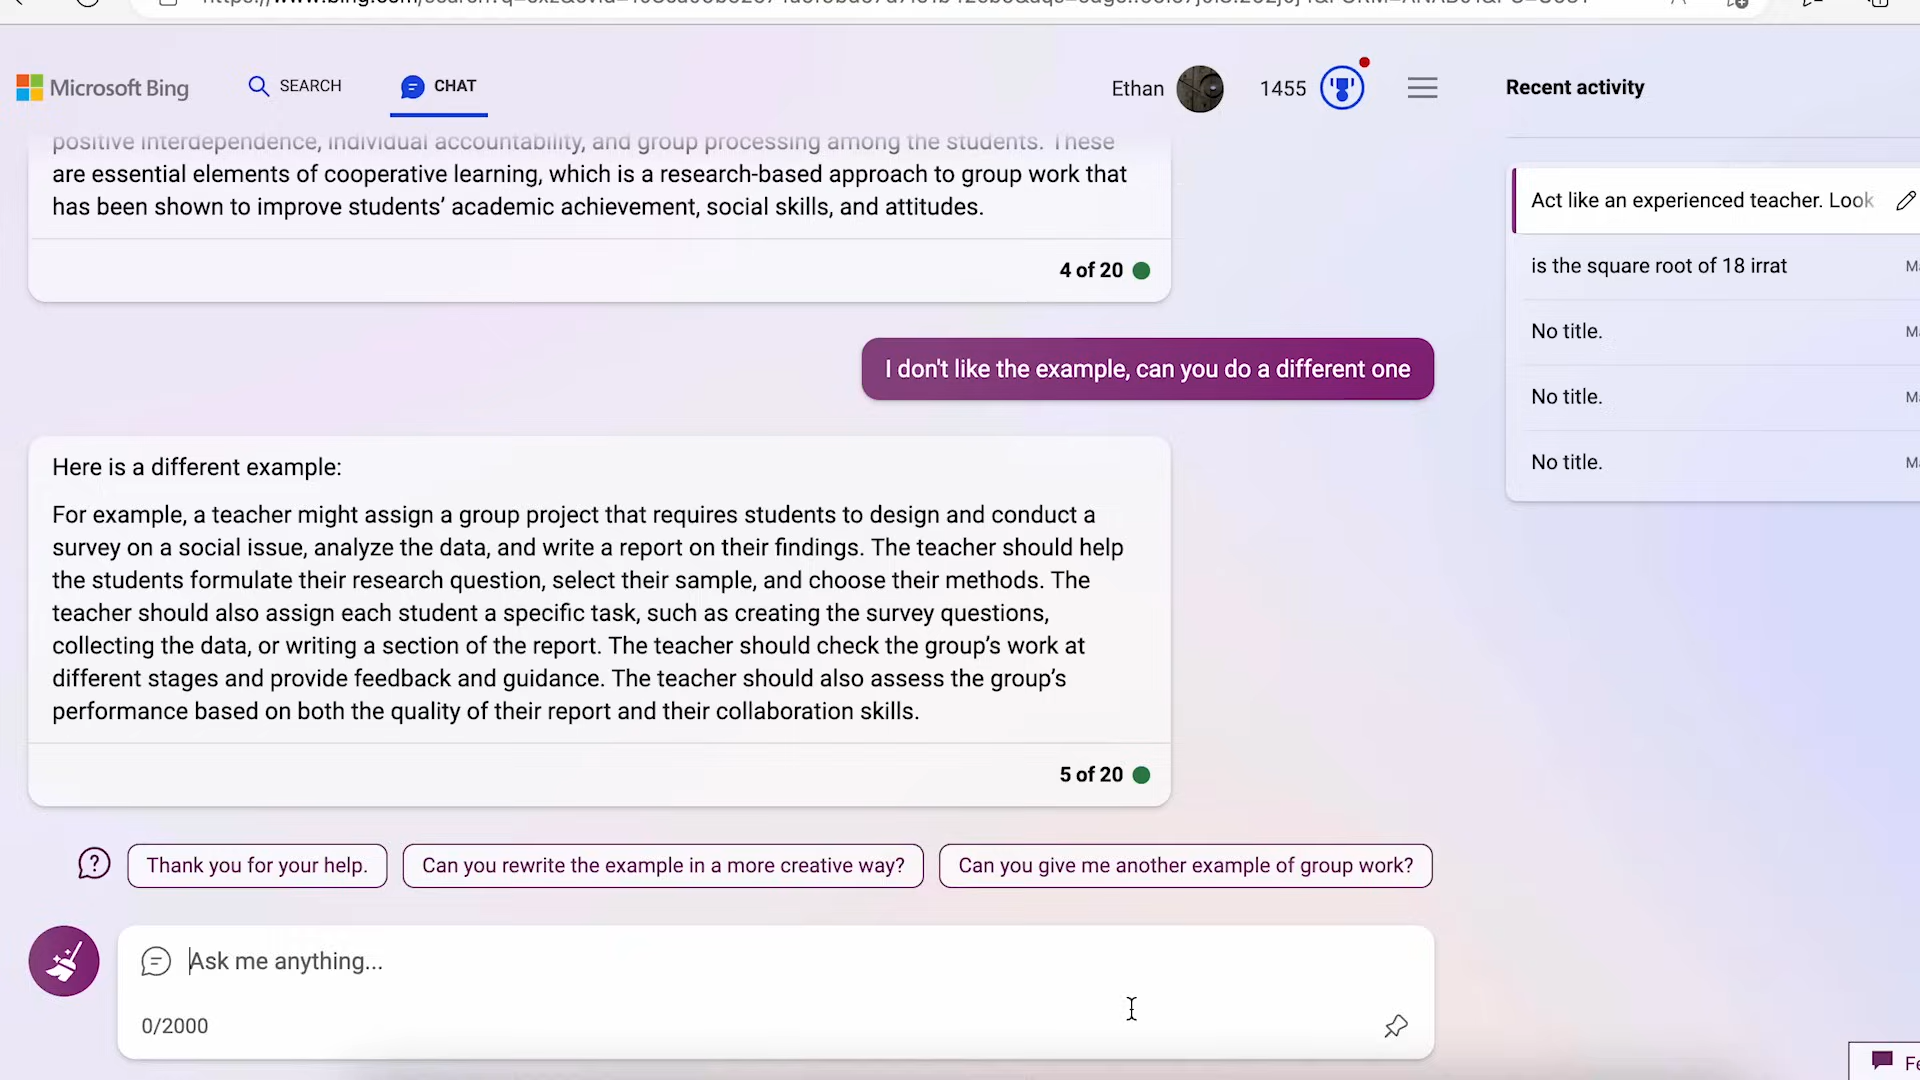 Microsoft Bing
SEARCH
CHAT
Ethan
1455
Recent activity
positive interdependence, individual accountability, and group processing among the students. These
are essential elements of cooperative learning, which is a research-based approach to group work that
has been shown to improve students’ academic achievement, social skills, and attitudes.
4 of 20
I don't like the example, can you do a different one
Here is a different example:
For example, a teacher might assign a group project that requires students to design and conduct a
survey on a social issue, analyze the data, and write a report on their findings. The teacher should help
the students formulate their research question, select their sample, and choose their methods. The
teacher should also assign each student a specific task, such as creating the survey questions,
collecting the data, or writing a section of the report. The teacher should check the group’s work at
different stages and provide feedback and guidance. The teacher should also assess the group’s
performance based on both the quality of their report and their collaboration skills.
5 of 20
Thank you for your help.
Can you rewrite the example in a more creative way?
Can you give me another example of group work?
Ask me anything...
0/2000
Act like an experienced teacher. Look
is the square root of 18 irrat
No title.
No title.
No title.